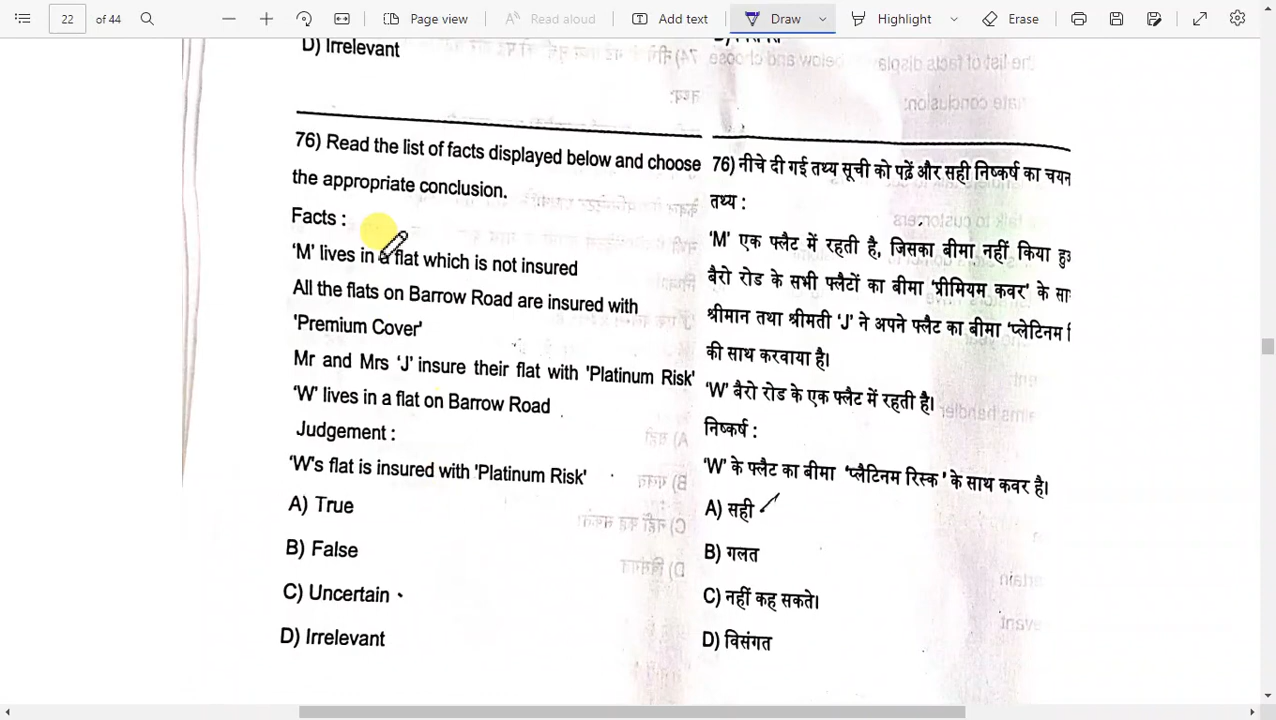 22 of 44 Page view Read aloud Add text Draw Highlight Erase
D) Irrelevant
76) Read the list of facts displayed below and choose
the appropriate conclusion.
Facts :
'M' lives in a flat which is not insured
All the flats on Barrow Road are insured with
'Premium Cover'
Mr and Mrs 'J' insure their flat with 'Platinum Risk'
'W' lives in a flat on Barrow Road
Judgement :
'W's flat is insured with 'Platinum Risk'
A) True
B) False
C) Uncertain
D) Irrelevant
76) नीचे दी गई तथ्य सूची को पढ़ें और सही निष्कर्ष का
तथ्य :
'M' एक फ्लैट में रहती है, जिसका बीमा नहीं किया
बैरो रोड के सभी फ्लैटों का बीमा 'प्रीमियम कवर' के
श्रीमान तथा श्रीमती 'J' ने अपने फ्लैट का बीमा 'प्लेटिनम
की साथ करवाया है।
'W' बैरो रोड के एक फ्लैट में रहती है।
निष्कर्ष :
'W' के फ्लैट का बीमा 'प्लैटिनम रिस्क' के साथ कवर है।
A) सही
B) गलत
C) नहीं कह सकते।
D) विसंगत